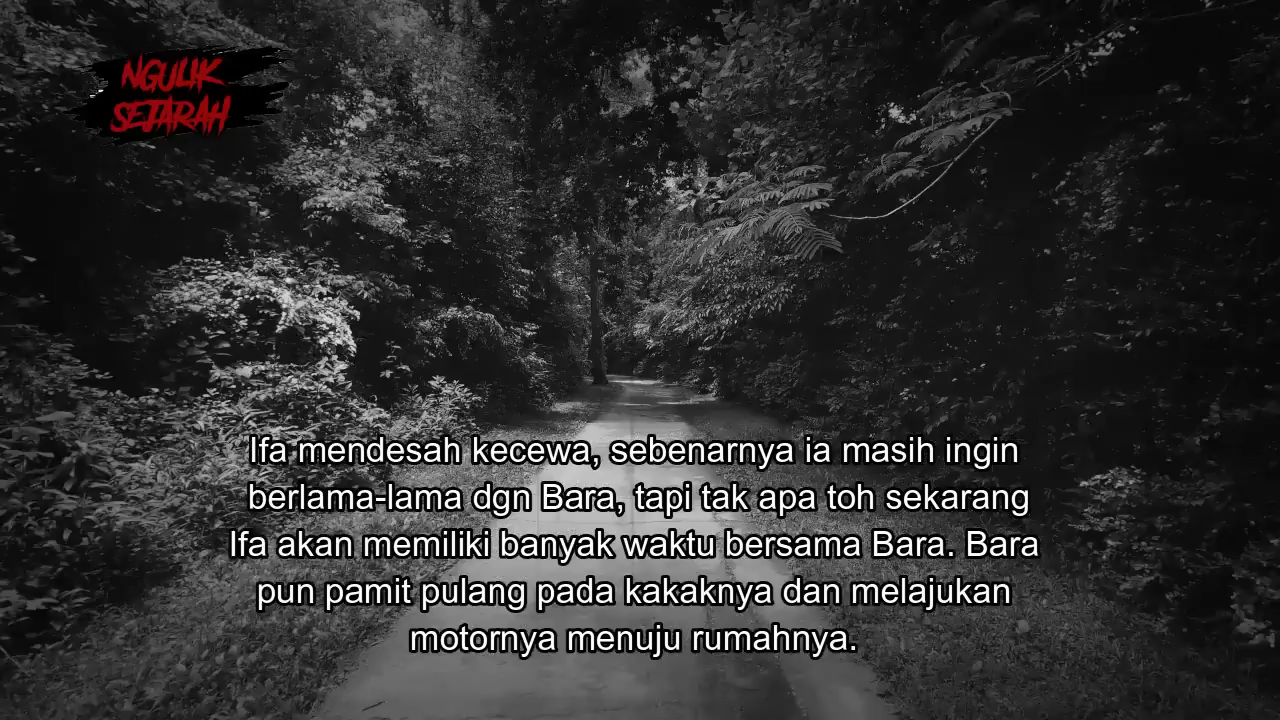 NGULIK
SEJARAH
Ifa mendesah kecewa, sebenarnya ia masih ingin
berlama-lama dgn Bara, tapi tak apa toh sekarang
Ifa akan memiliki banyak waktu bersama Bara. Bara
pun pamit pulang pada kakaknya dan melajukan
motornya menuju rumahnya.